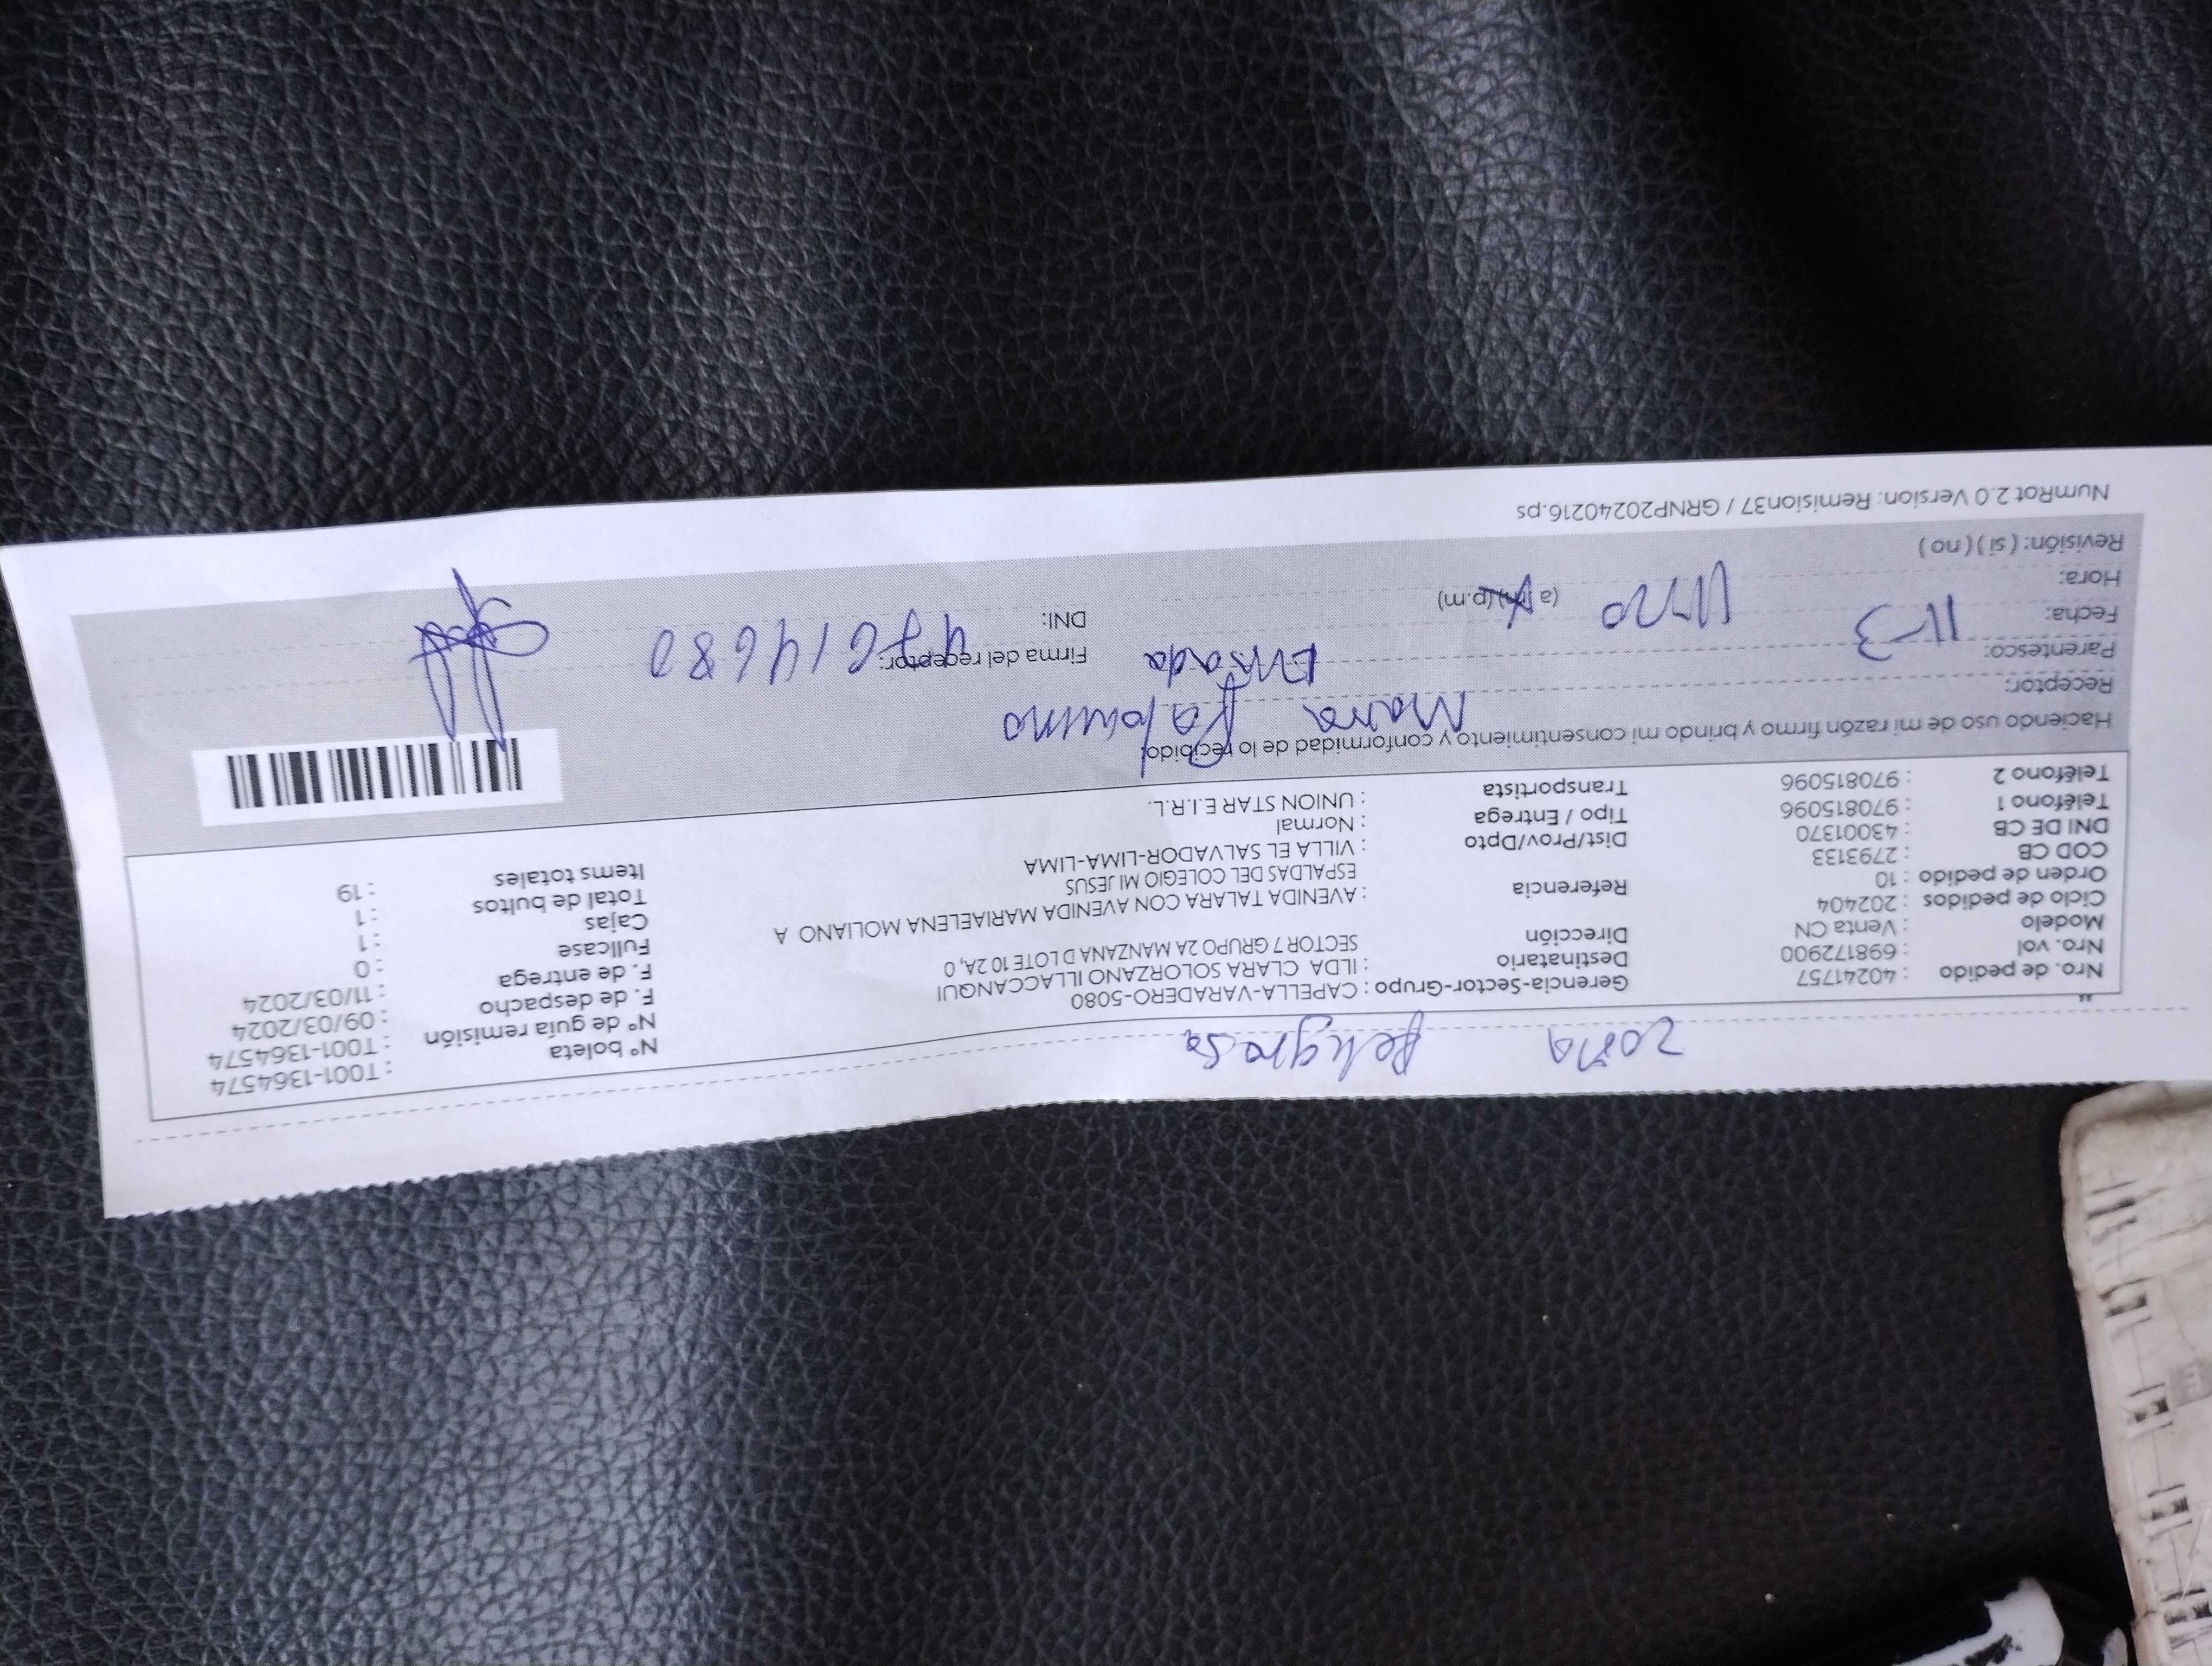 zona peligrosa
Nro. de pedido : 40241757
Nro. vol : 698172900
Modelo : Venta CN
Ciclo de pedidos : 202404
Orden de pedido : 10
COD CB : 2793133
DNI DE CB : 43001370
Teléfono 1 : 970815096
Teléfono 2 : 970815096
Gerencia-Sector-Grupo : CAPELLA-VARADERO-5080
Destinatario : ILDA CLARA SOLORZANO ILLACCANQUI
Dirección SECTOR 7 GRUPO 2A MANZANA D LOTE 10 2A, 0
: AVENIDA TALARA CON AVENIDA MARIAELENA MOLIANO A
Referencia ESPALDAS DEL COLEGIO MI JESUS
Dist/Prov/Dpto : VILLA EL SALVADOR-LIMA-LIMA
Tipo / Entrega : Normal
Transportista : UNION STAR E.I.R.L.
N° boleta : T001-1364574
N° de guía remisión : T001-1364574
F. de despacho : 09/03/2024
F. de entrega : 11/03/2024
Fullcase : 0
Cajas : 1
Total de bultos : 1
Items totales : 19
Haciendo uso de mi razón firmo y brindo mi consentimiento y conformidad de lo recibido:
Receptor: Maria Palomino
Parentesco:
Fecha: 11-3
Hora: (a.m) (p.m)
Revisión: ( si ) ( no )
Firma del receptor:
DNI: 47614680
NumRot 2.0 Version: Remision37 / GRNP20240216.ps